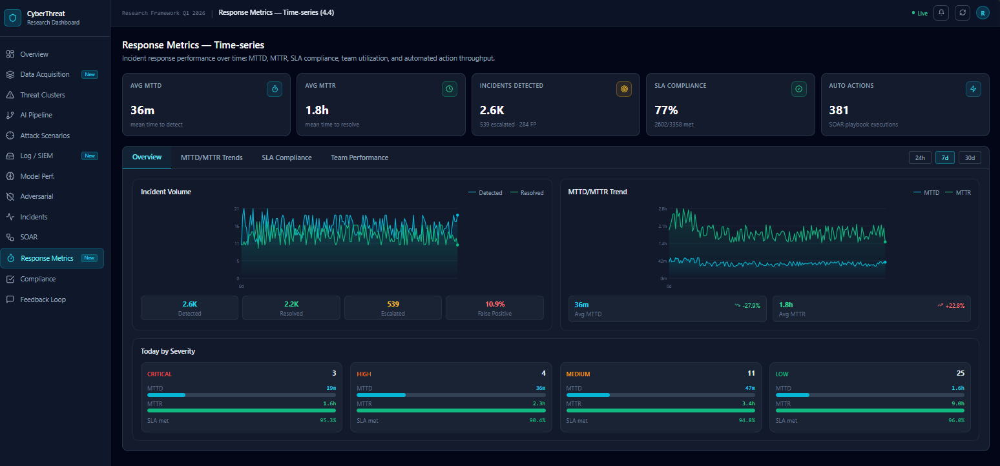 CyberThreat
Research Dashboard
Research Framework Q1 2026 | Response Metrics — Time-series (4.4)
Live
R
Overview
Data Acquisition New
Threat Clusters
AI Pipeline
Attack Scenarios
Log / SIEM New
Model Perf.
Adversarial
Incidents
SOAR
Response Metrics New
Compliance
Feedback Loop
Response Metrics — Time-series
Incident response performance over time: MTTD, MTTR, SLA compliance, team utilization, and automated action throughput.
AVG MTTD
36m
mean time to detect
AVG MTTR
1.8h
mean time to resolve
INCIDENTS DETECTED
2.6K
539 escalated · 284 FP
SLA COMPLIANCE
77%
2602/3358 met
AUTO ACTIONS
381
SOAR playbook executions
Overview MTTD/MTTR Trends SLA Compliance Team Performance 24h 7d 30d
Incident Volume
Detected Resolved
21
16
11
5
0
0d
2.6K
Detected
2.2K
Resolved
539
Escalated
10.9%
False Positive
MTTD/MTTR Trend
MTTD MTTR
2.8h
2.1h
1.4h
42m
0m
0d
36m -27.9%
Avg MTTD
1.8h +22.8%
Avg MTTR
Today by Severity
CRITICAL 3
MTTD 19m
MTTR 1.6h
SLA met 95.3%
HIGH 4
MTTD 36m
MTTR 2.3h
SLA met 90.4%
MEDIUM 11
MTTD 47m
MTTR 3.4h
SLA met 94.8%
LOW 25
MTTD 1.6h
MTTR 9.0h
SLA met 96.0%